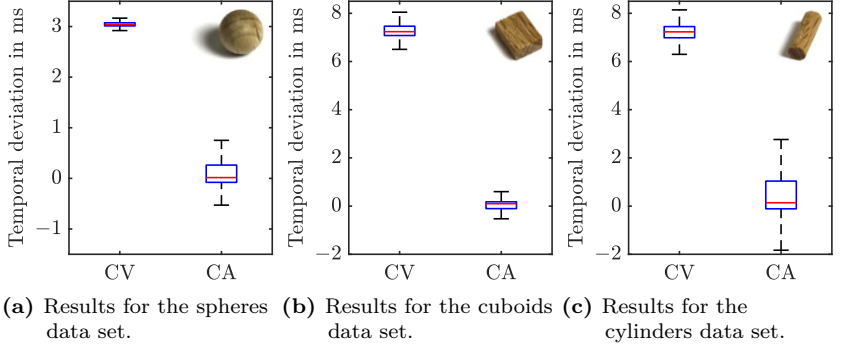 Temporal deviation in ms
3
2
1
0
−1
CV
CA
(a) Results for the spheres
data set.
Temporal deviation in ms
8
6
4
2
0
−2
CV
CA
(b) Results for the cuboids
data set.
Temporal deviation in ms
8
6
4
2
0
−2
CV
CA
(c) Results for the
cylinders data set.